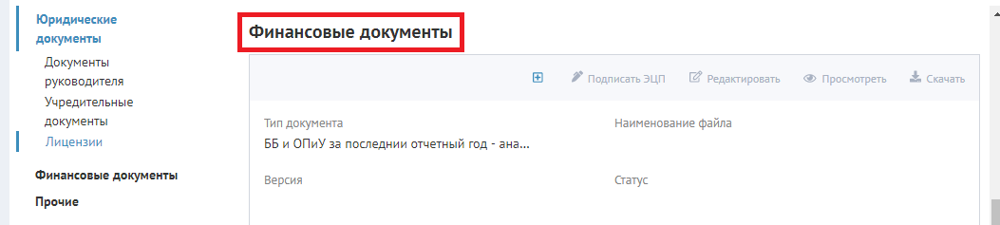 Юридические
документы
Документы
руководителя
Учредительные
документы
Лицензии
Финансовые документы
Прочие
Финансовые документы
Подписать ЭЦП Редактировать Просмотреть Скачать
Тип документа Наименование файла
ББ и ОПиУ за последнии отчетный год - ана...
Версия Статус